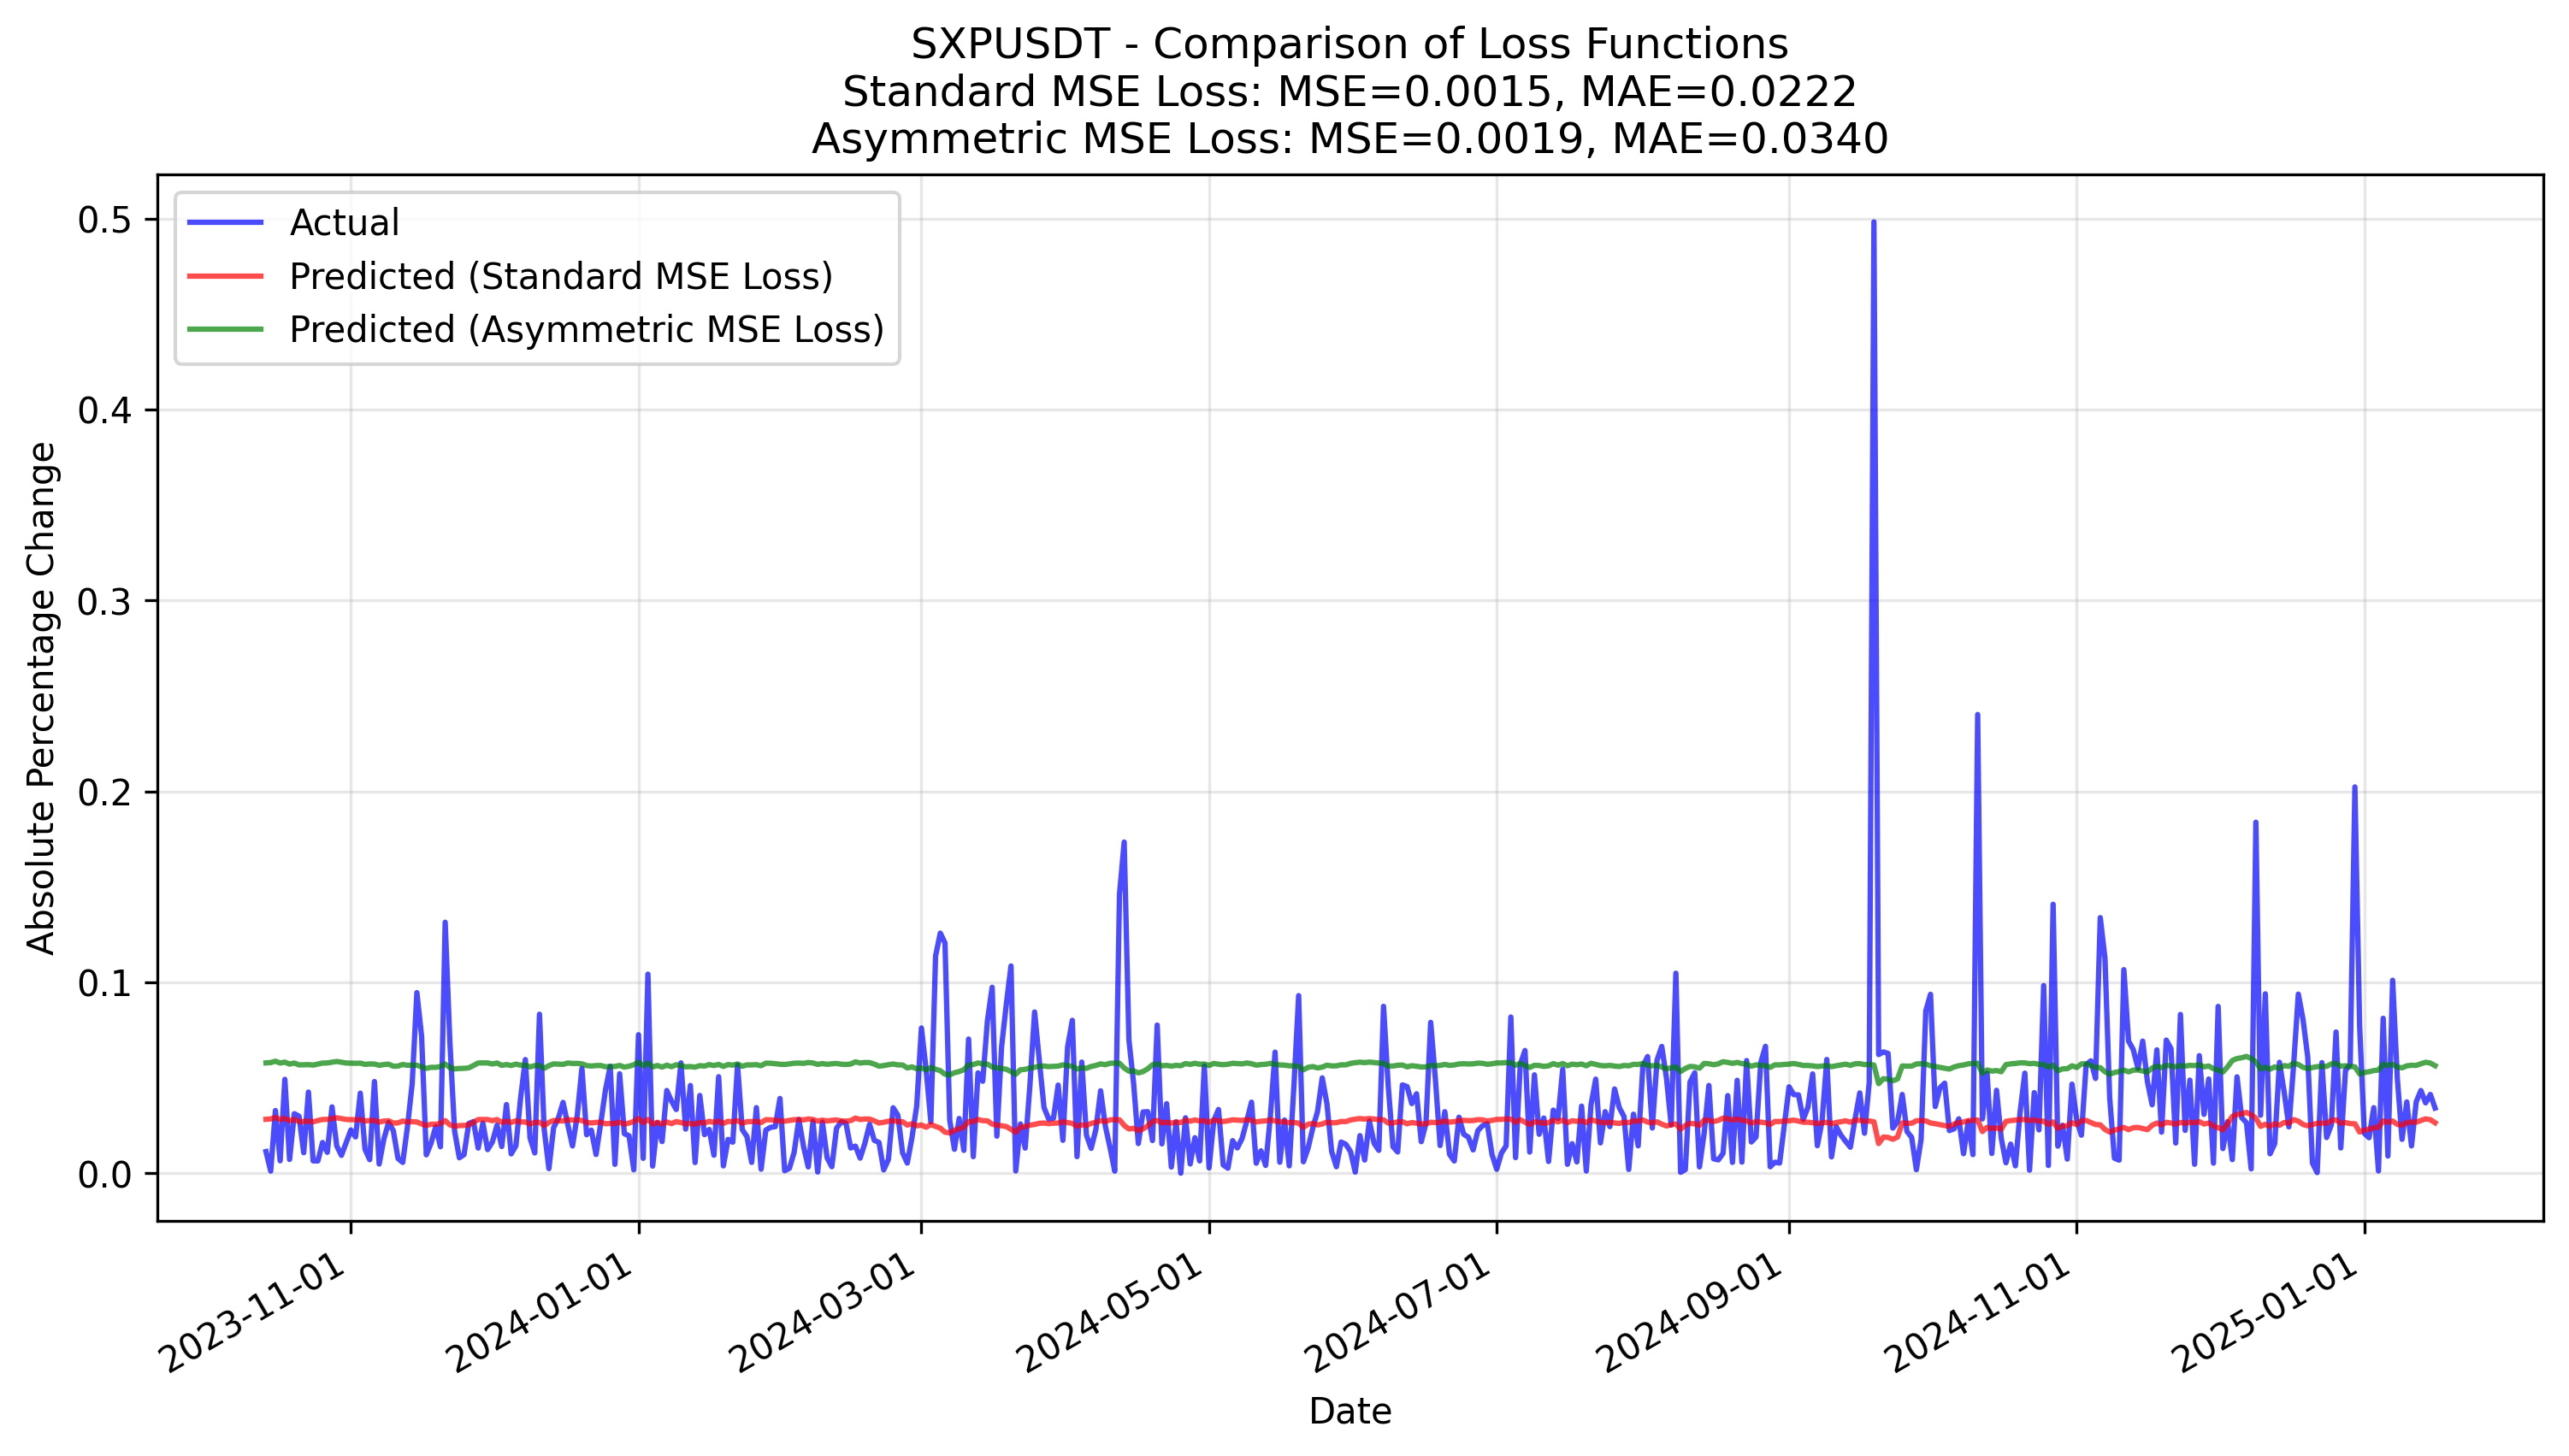 SXPUSDT - Comparison of Loss Functions
Standard MSE Loss: MSE=0.0015, MAE=0.0222
Asymmetric MSE Loss: MSE=0.0019, MAE=0.0340
Actual
Predicted (Standard MSE Loss)
Predicted (Asymmetric MSE Loss)
Absolute Percentage Change
0.5
0.4
0.3
0.2
0.1
0.0
2023-11-01
2024-01-01
2024-03-01
2024-05-01
2024-07-01
2024-09-01
2024-11-01
2025-01-01
Date